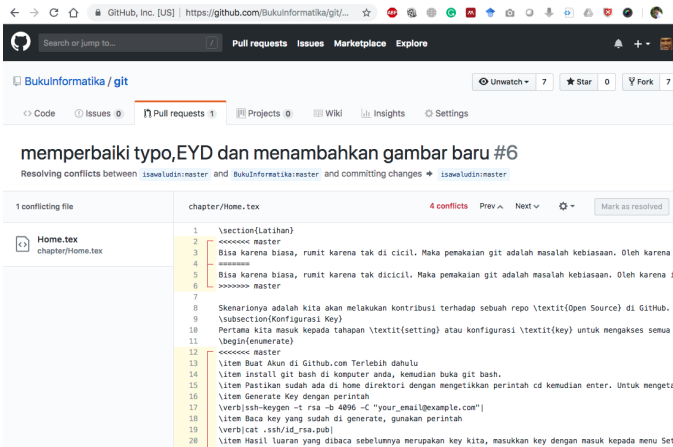 GitHub, Inc. [US] | https://github.com/BukuInformatika/git/...
Search or jump to... / Pull requests Issues Marketplace Explore
BukuInformatika / git
Unwatch 7 Star 0 Fork 7
Code Issues 0 Pull requests 1 Projects 0 Wiki Insights Settings
memperbaiki typo,EYD dan menambahkan gambar baru #6
Resolving conflicts between isawaludin:master and BukuInformatika:master and committing changes isawaludin:master
1 conflicting file
Home.tex
chapter/Home.tex
chapter/Home.tex 4 conflicts Prev Next Mark as resolved
1 \section{Latihan}
2 <<<<<<< master
3 Bisa karena biasa, rumit karena tak di cicil. Maka pemakaian git adalah masalah kebiasaan. Oleh karena
4 =======
5 Bisa karena biasa, rumit karena tak dicicil. Maka pemakaian git adalah masalah kebiasaan. Oleh karena i
6 >>>>>>> master
7
8 Skenarionya adalah kita akan melakukan kontribusi terhadap sebuah repo \textit{Open Source} di GitHub.
9 \subsection{Konfigurasi Key}
10 Pertama kita masuk kepada tahapan \textit{setting} atau konfigurasi \textit{key} untuk mengakses semua
11 \begin{enumerate}
12 <<<<<<< master
13 \item Buat Akun di Github.com Terlebih dahulu
14 \item install git bash di komputer anda, kemudian buka git bash.
15 \item Pastikan sudah ada di home direktori dengan mengetikkan perintah cd kemudian enter. Untuk mengeta
16 \item Generate Key dengan perintah
17 \verb|ssh-keygen -t rsa -b 4096 -C "your_email@example.com"|
18 \item Baca key yang sudah di generate, gunakan perintah
19 \verb|cat .ssh/id_rsa.pub|
20 \item Hasil luaran yang dibaca sebelumnya merupakan key kita, masukkan key dengan masuk kepada menu Set